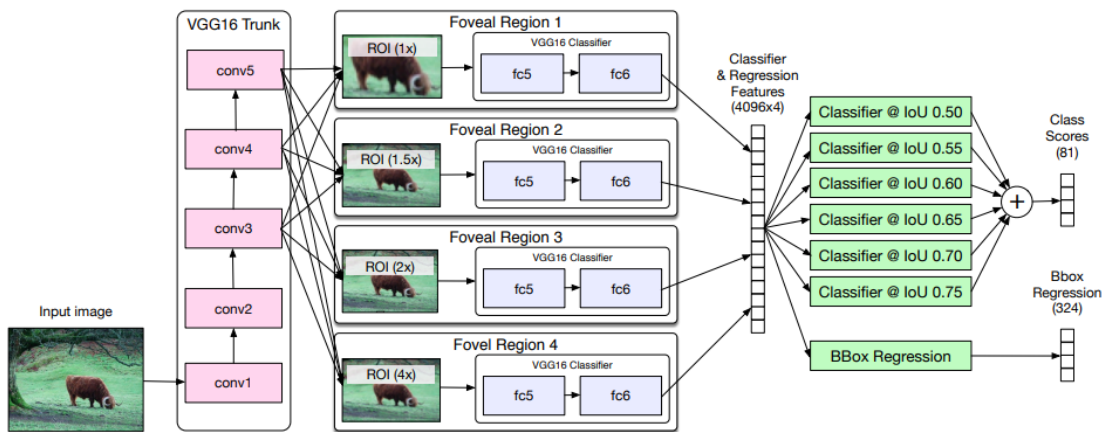 VGG16 Trunk
conv5
conv4
conv3
conv2
conv1
Input image
Foveal Region 1
ROI (1x)
VGG16 Classifier
fc5
fc6
Foveal Region 2
ROI (1.5x)
VGG16 Classifier
fc5
fc6
Foveal Region 3
ROI (2x)
VGG16 Classifier
fc5
fc6
Fovel Region 4
ROI (4x)
VGG16 Classifier
fc5
fc6
Classifier
& Regression
Features
(4096x4)
Classifier @ IoU 0.50
Classifier @ IoU 0.55
Classifier @ IoU 0.60
Classifier @ IoU 0.65
Classifier @ IoU 0.70
Classifier @ IoU 0.75
BBox Regression
+
Class
Scores
(81)
Bbox
Regression
(324)